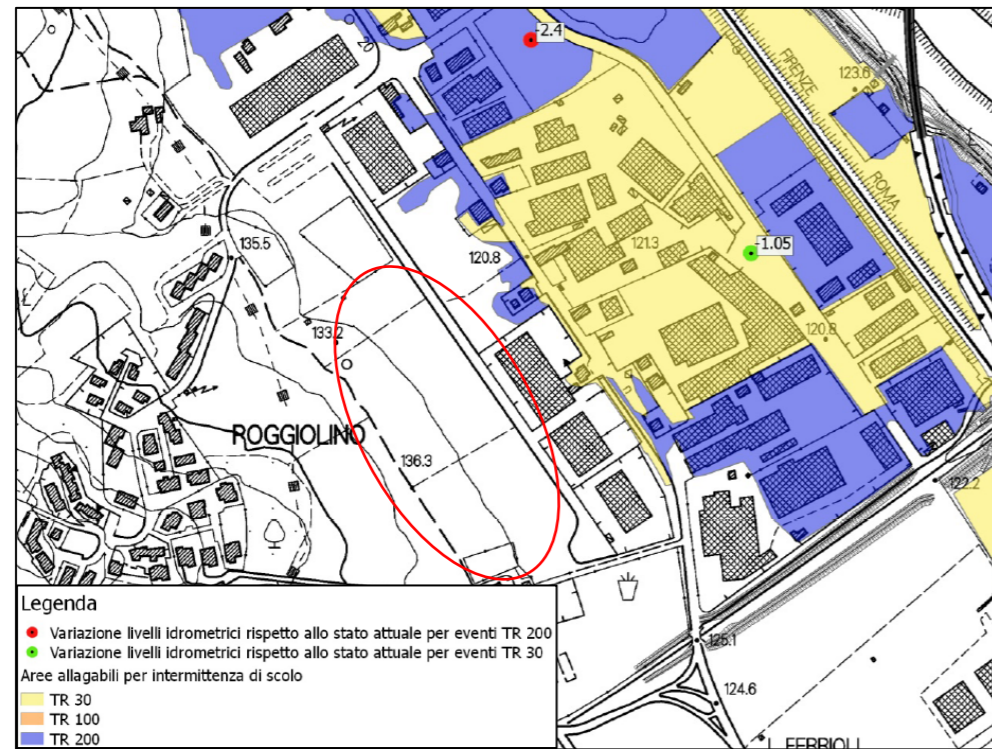 -2.4
FIRENZE
123.6
ROMA
135.5
120.8
121.3
-1.05
133.2
120.8
ROGGIOLINO
136.3
122.2
Legenda
Variazione livelli idrometrici rispetto allo stato attuale per eventi TR 200
Variazione livelli idrometrici rispetto allo stato attuale per eventi TR 30
Aree allagabili per intermittenza di scolo
TR 30
TR 100
TR 200
125.1
124.6
I FERRIOLI